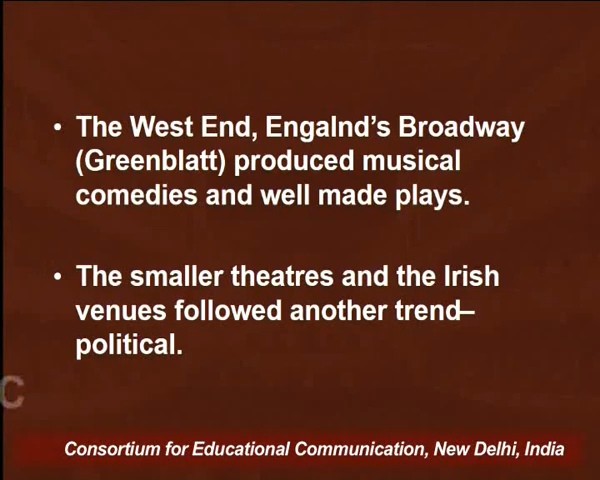 • The West End, Engalnd's Broadway
(Greenblatt) produced musical
comedies and well made plays.
• The smaller theatres and the Irish
venues followed another trend–
political.
C
Consortium for Educational Communication, New Delhi, India